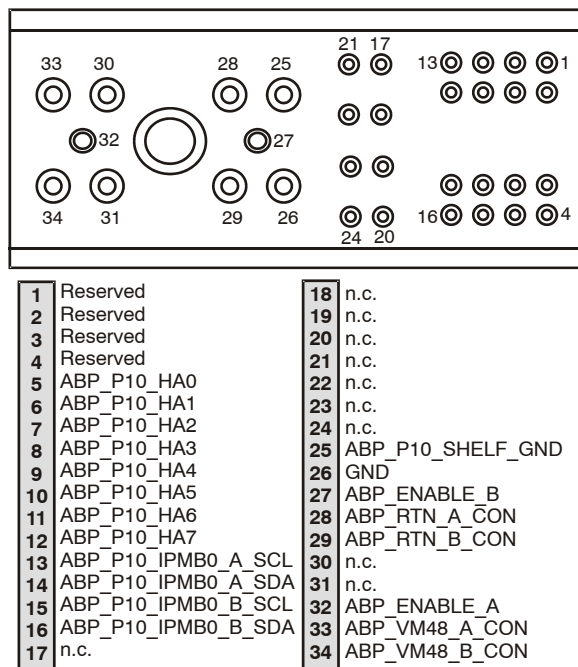 21 17
33 30 28 25 13 1
32 27
34 31 29 26 16 4
24 20
1 Reserved
2 Reserved
3 Reserved
4 Reserved
5 ABP_P10_HA0
6 ABP_P10_HA1
7 ABP_P10_HA2
8 ABP_P10_HA3
9 ABP_P10_HA4
10 ABP_P10_HA5
11 ABP_P10_HA6
12 ABP_P10_HA7
13 ABP_P10_IPMB0_A_SCL
14 ABP_P10_IPMB0_A_SDA
15 ABP_P10_IPMB0_B_SCL
16 ABP_P10_IPMB0_B_SDA
17 n.c.
18 n.c.
19 n.c.
20 n.c.
21 n.c.
22 n.c.
23 n.c.
24 n.c.
25 ABP_P10_SHELF_GND
26 GND
27 ABP_ENABLE_B
28 ABP_RTN_A_CON
29 ABP_RTN_B_CON
30 n.c.
31 n.c.
32 ABP_ENABLE_A
33 ABP_VM48_A_CON
34 ABP_VM48_B_CON